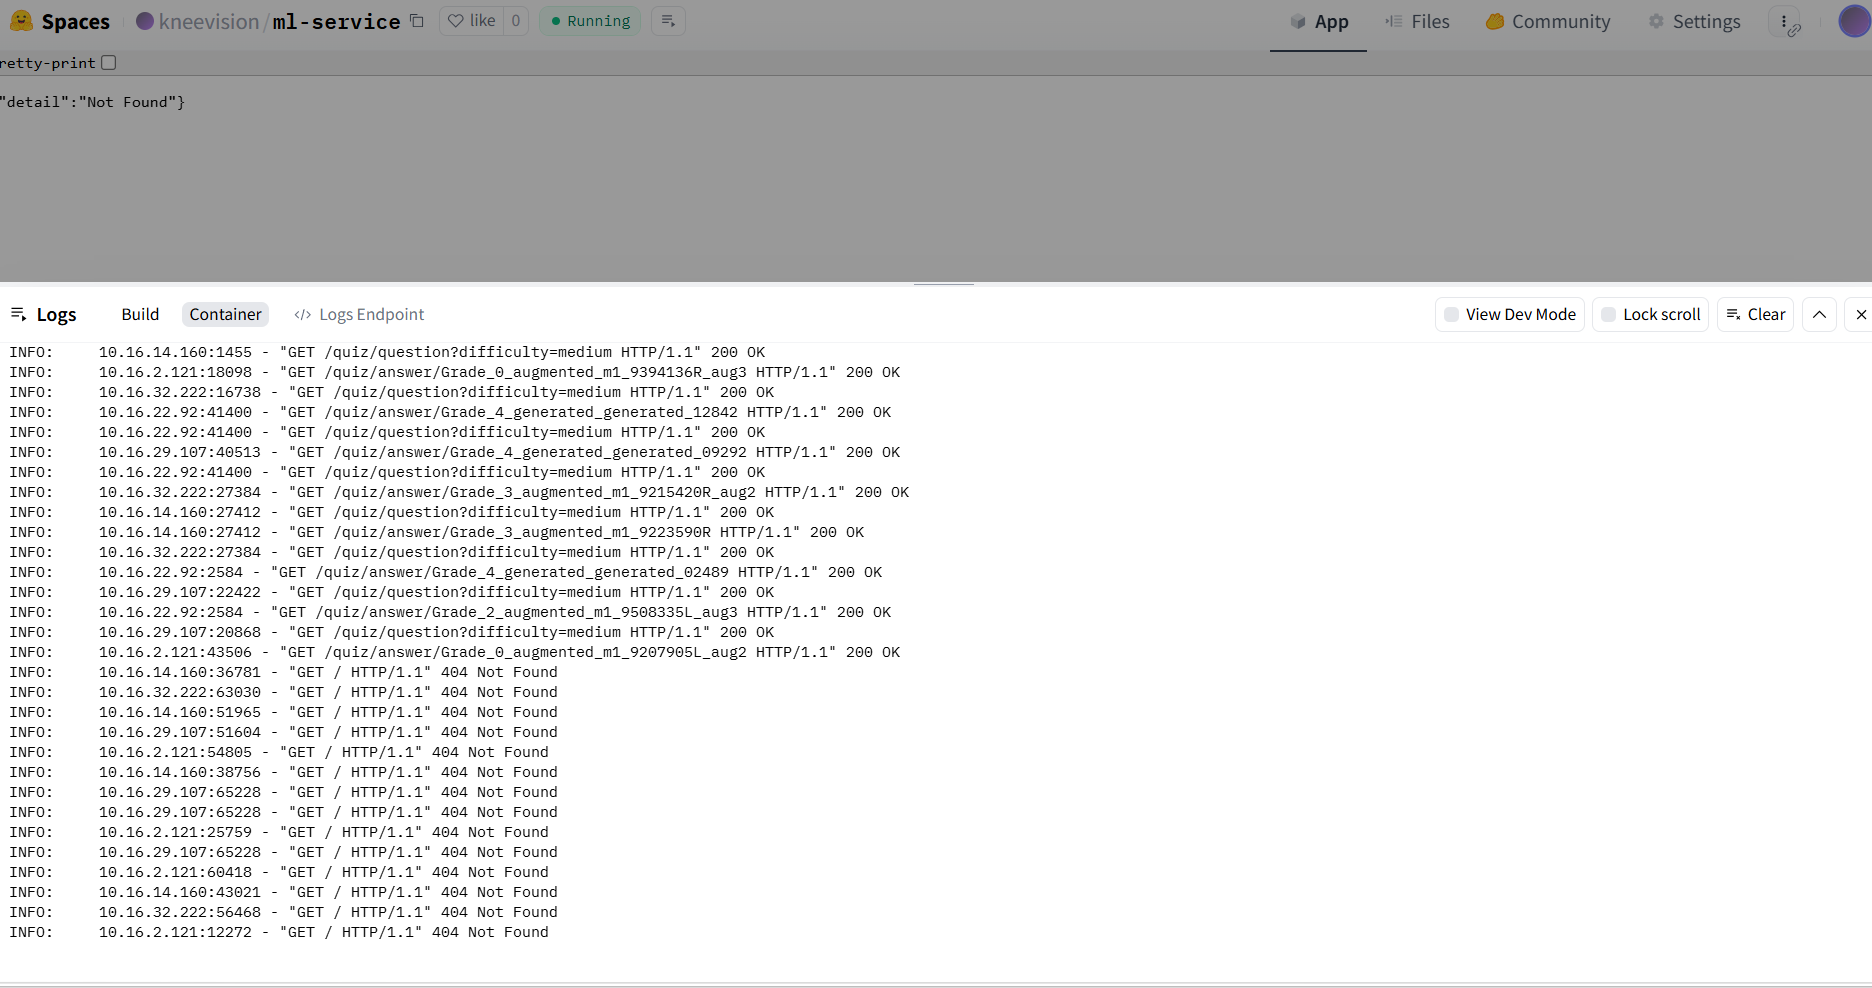 Spaces kneevision/ml-service like 0 Running App Files Community Settings
retty-print
"detail":"Not Found"}
Logs Build Container </> Logs Endpoint View Dev Mode Lock scroll Clear
INFO:     10.16.14.160:1455 - "GET /quiz/question?difficulty=medium HTTP/1.1" 200 OK
INFO:     10.16.2.121:18098 - "GET /quiz/answer/Grade_0_augmented_m1_9394136R_aug3 HTTP/1.1" 200 OK
INFO:     10.16.32.222:16738 - "GET /quiz/question?difficulty=medium HTTP/1.1" 200 OK
INFO:     10.16.22.92:41400 - "GET /quiz/answer/Grade_4_generated_generated_12842 HTTP/1.1" 200 OK
INFO:     10.16.22.92:41400 - "GET /quiz/question?difficulty=medium HTTP/1.1" 200 OK
INFO:     10.16.29.107:40513 - "GET /quiz/answer/Grade_4_generated_generated_09292 HTTP/1.1" 200 OK
INFO:     10.16.22.92:41400 - "GET /quiz/question?difficulty=medium HTTP/1.1" 200 OK
INFO:     10.16.32.222:27384 - "GET /quiz/answer/Grade_3_augmented_m1_9215420R_aug2 HTTP/1.1" 200 OK
INFO:     10.16.14.160:27412 - "GET /quiz/question?difficulty=medium HTTP/1.1" 200 OK
INFO:     10.16.14.160:27412 - "GET /quiz/answer/Grade_3_augmented_m1_9223590R HTTP/1.1" 200 OK
INFO:     10.16.32.222:27384 - "GET /quiz/question?difficulty=medium HTTP/1.1" 200 OK
INFO:     10.16.22.92:2584 - "GET /quiz/answer/Grade_4_generated_generated_02489 HTTP/1.1" 200 OK
INFO:     10.16.29.107:22422 - "GET /quiz/question?difficulty=medium HTTP/1.1" 200 OK
INFO:     10.16.22.92:2584 - "GET /quiz/answer/Grade_2_augmented_m1_9508335L_aug3 HTTP/1.1" 200 OK
INFO:     10.16.29.107:20868 - "GET /quiz/question?difficulty=medium HTTP/1.1" 200 OK
INFO:     10.16.2.121:43506 - "GET /quiz/answer/Grade_0_augmented_m1_9207905L_aug2 HTTP/1.1" 200 OK
INFO:     10.16.14.160:36781 - "GET / HTTP/1.1" 404 Not Found
INFO:     10.16.32.222:63030 - "GET / HTTP/1.1" 404 Not Found
INFO:     10.16.14.160:51965 - "GET / HTTP/1.1" 404 Not Found
INFO:     10.16.29.107:51604 - "GET / HTTP/1.1" 404 Not Found
INFO:     10.16.2.121:54805 - "GET / HTTP/1.1" 404 Not Found
INFO:     10.16.14.160:38756 - "GET / HTTP/1.1" 404 Not Found
INFO:     10.16.29.107:65228 - "GET / HTTP/1.1" 404 Not Found
INFO:     10.16.29.107:65228 - "GET / HTTP/1.1" 404 Not Found
INFO:     10.16.2.121:25759 - "GET / HTTP/1.1" 404 Not Found
INFO:     10.16.29.107:65228 - "GET / HTTP/1.1" 404 Not Found
INFO:     10.16.2.121:60418 - "GET / HTTP/1.1" 404 Not Found
INFO:     10.16.14.160:43021 - "GET / HTTP/1.1" 404 Not Found
INFO:     10.16.32.222:56468 - "GET / HTTP/1.1" 404 Not Found
INFO:     10.16.2.121:12272 - "GET / HTTP/1.1" 404 Not Found